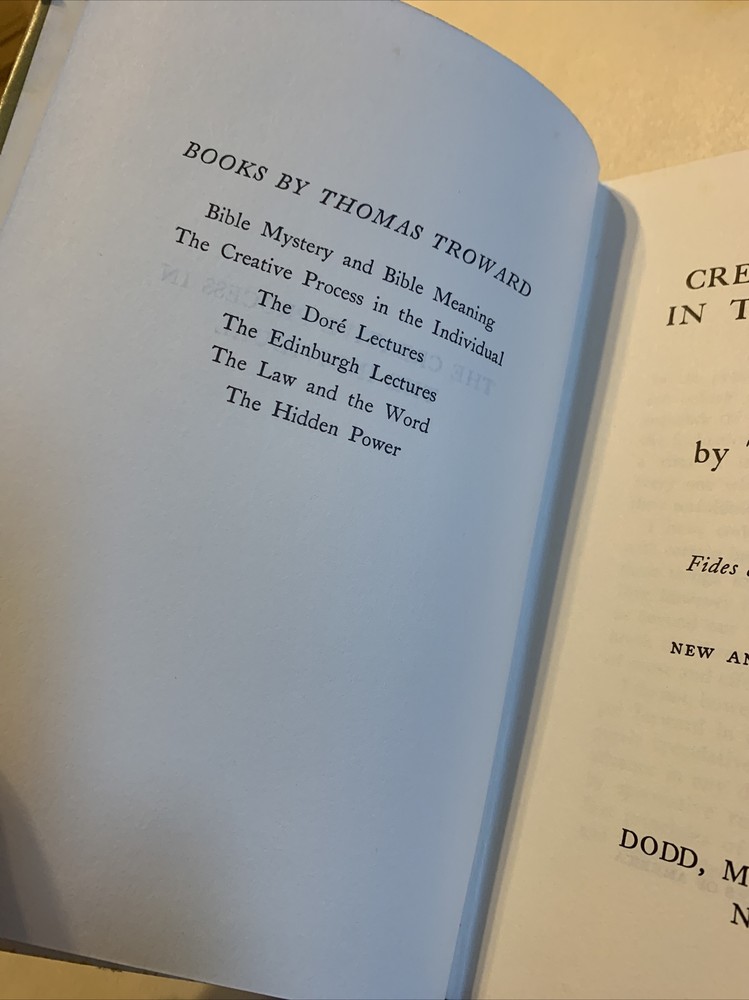 BOOKS BY THOMAS TROWARD
Bible Mystery and Bible Meaning
The Creative Process in the Individual
The Doré Lectures
The Edinburgh Lectures
The Law and the Word
The Hidden Power
CRE
IN T
by
Fides
NEW AN
DODD, M
N